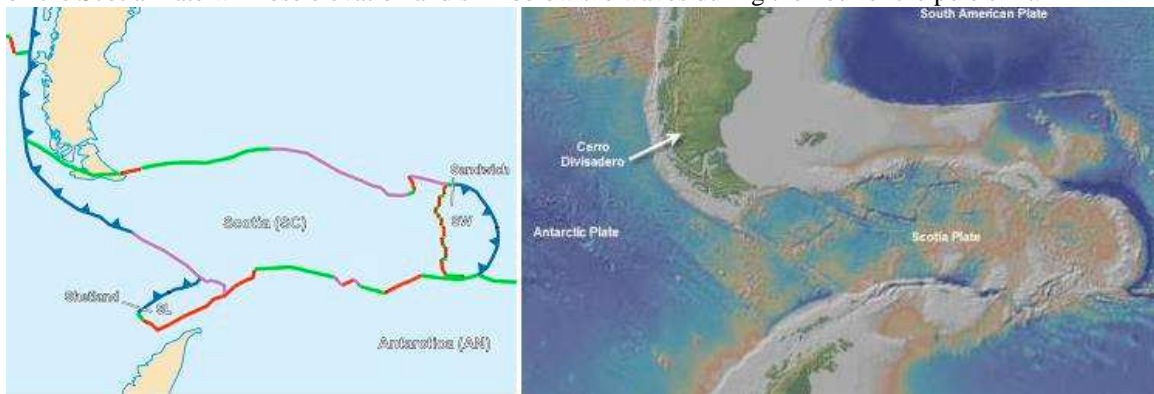 South American Plate
Cerro
Divisadero
Sandwich
Scotia (SC)
SW
Antarctic Plate
Scotia Plate
Shetland
SL
Antarctica (AN)